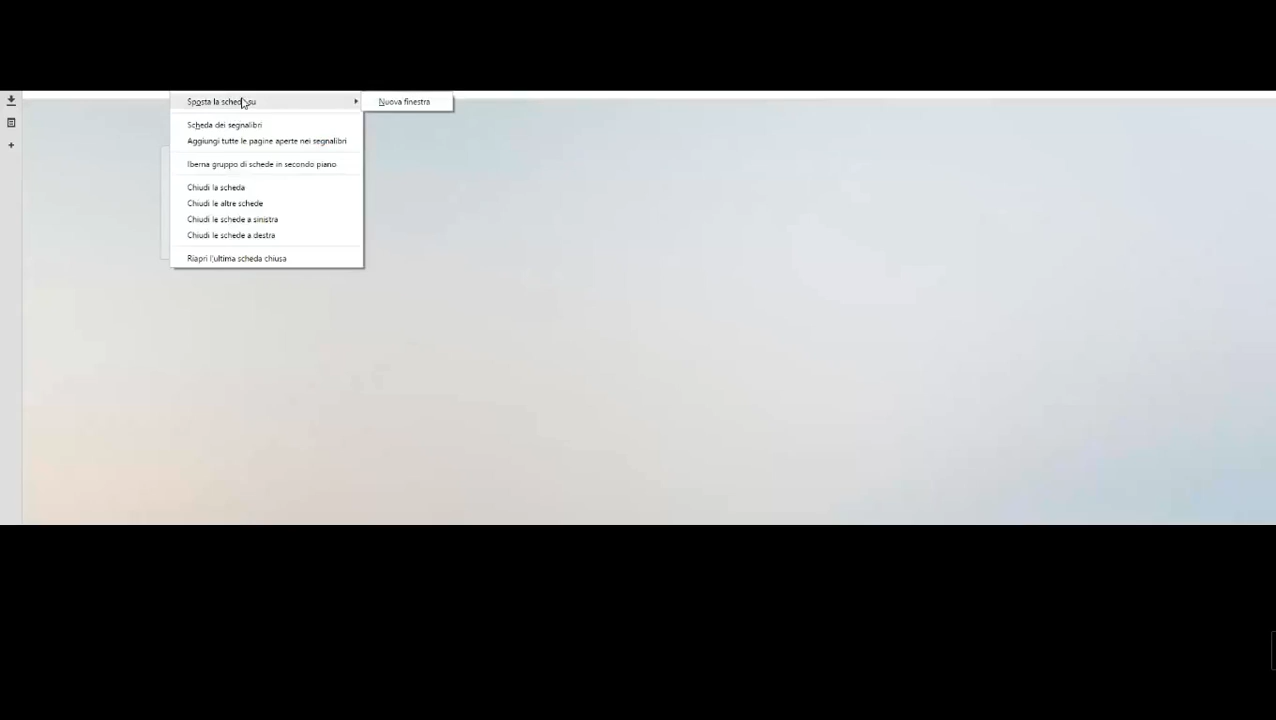 Sposta la scheda su
Nuova finestra
Scheda dei segnalibri
Aggiungi tutte le pagine aperte nei segnalibri
Iberna gruppo di schede in secondo piano
Chiudi la scheda
Chiudi le altre schede
Chiudi le schede a sinistra
Chiudi le schede a destra
Riapri l'ultima scheda chiusa